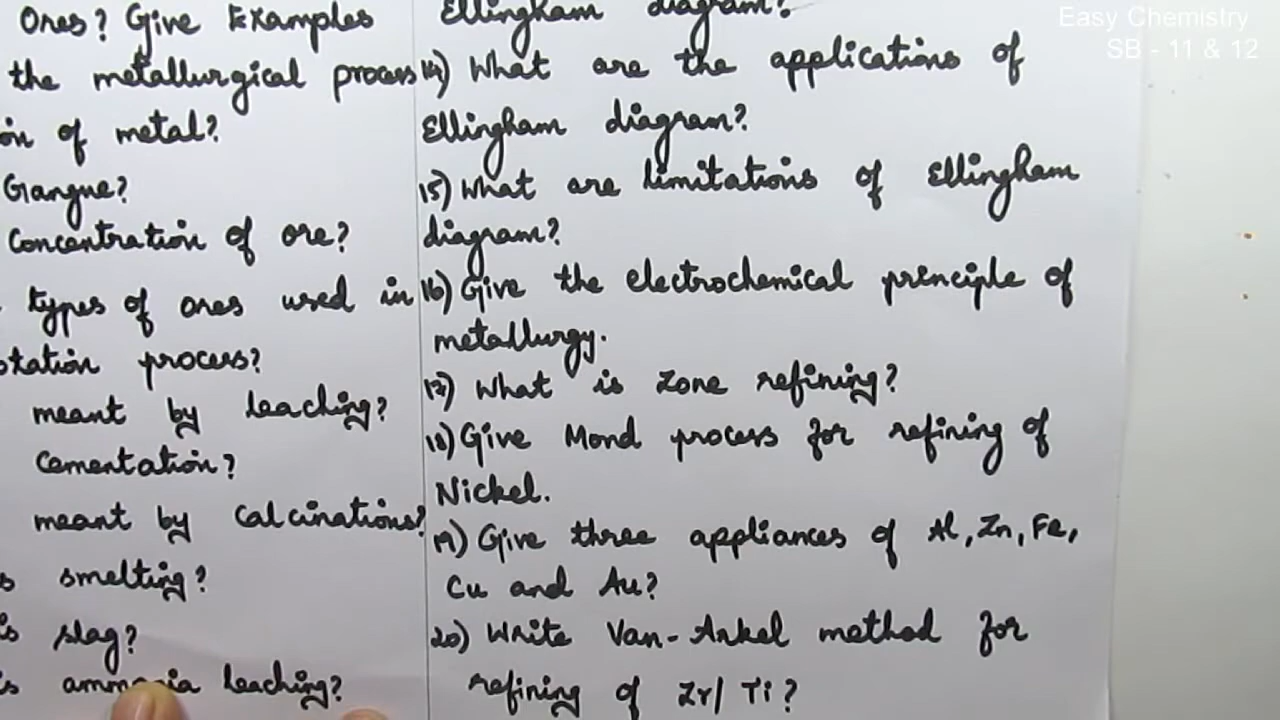 Ores? Give Examples
the metallurgical process
on of metal?
Gangue?
Concentration of ore?
types of ores used in
otation process?
meant by leaching?
Cementation?
meant by Calcinations?
s smelting?
is slag?
is ammonia leaching?
Ellingham diagram?
14) What are the applications of
Ellingham diagram?
15) What are limitations of Ellingham
diagram?
16) Give the electrochemical principle of
metallurgy.
17) What is Zone refining?
18) Give Mond process for refining of
Nickel.
19) Give three appliances of Al, Zn, Fe,
Cu and Au?
20) Write Van-Arkel method for
refining of Zr/ Ti?
Easy Chemistry
SB - 11 & 12